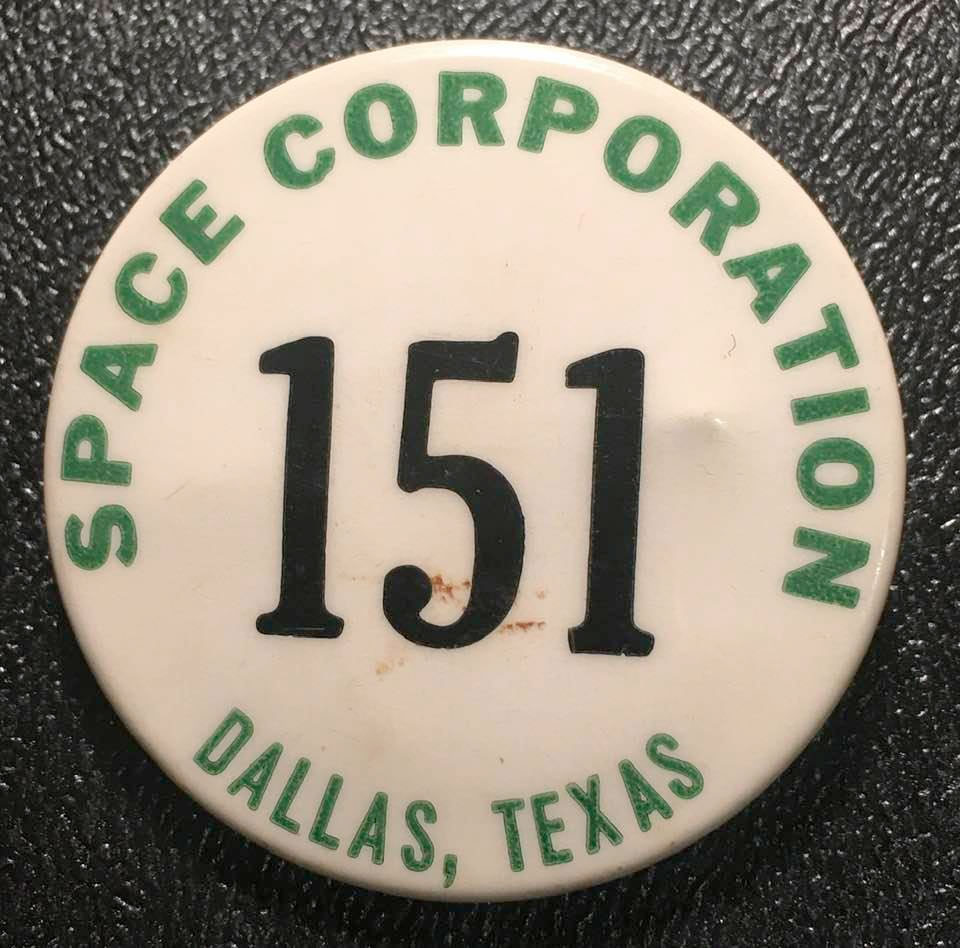 SPACE CORPORATION
151
DALLAS, TEXAS